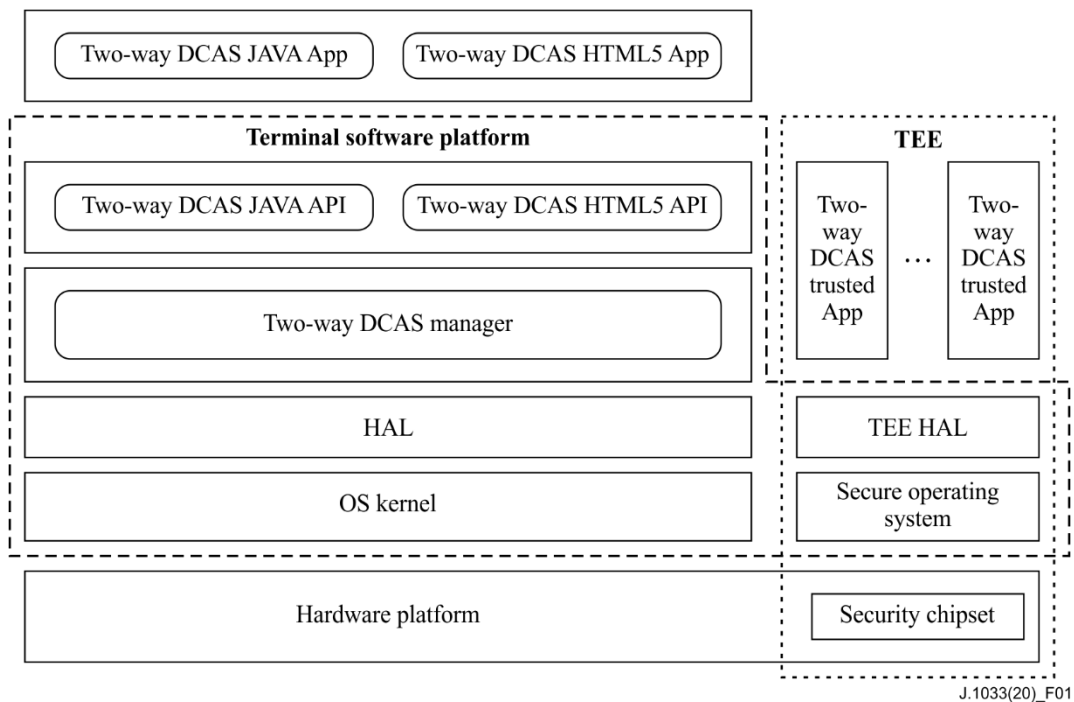 Two-way DCAS JAVA App
Two-way DCAS HTML5 App
Terminal software platform
TEE
Two-way DCAS JAVA API
Two-way DCAS HTML5 API
Two-
way
DCAS
trusted
App
…
Two-
way
DCAS
trusted
App
Two-way DCAS manager
HAL
TEE HAL
OS kernel
Secure operating
system
Hardware platform
Security chipset
J.1033(20)_F01